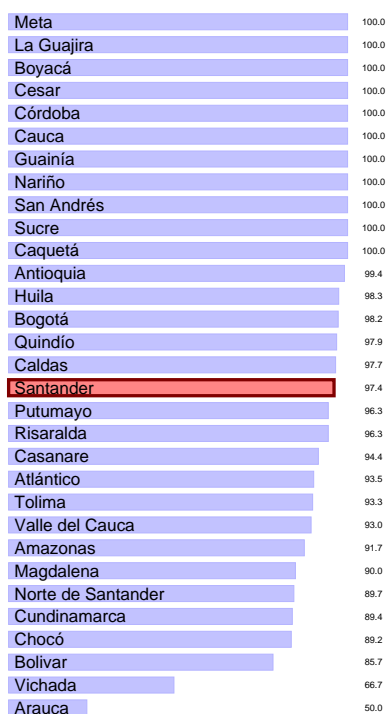 Meta 100.0
La Guajira 100.0
Boyacá 100.0
Cesar 100.0
Córdoba 100.0
Cauca 100.0
Guainía 100.0
Nariño 100.0
San Andrés 100.0
Sucre 100.0
Caquetá 100.0
Antioquia 99.4
Huila 98.3
Bogotá 98.2
Quindío 97.9
Caldas 97.7
Santander 97.4
Putumayo 96.3
Risaralda 96.3
Casanare 94.4
Atlántico 93.5
Tolima 93.3
Valle del Cauca 93.0
Amazonas 91.7
Magdalena 90.0
Norte de Santander 89.7
Cundinamarca 89.4
Chocó 89.2
Bolivar 85.7
Vichada 66.7
Arauca 50.0